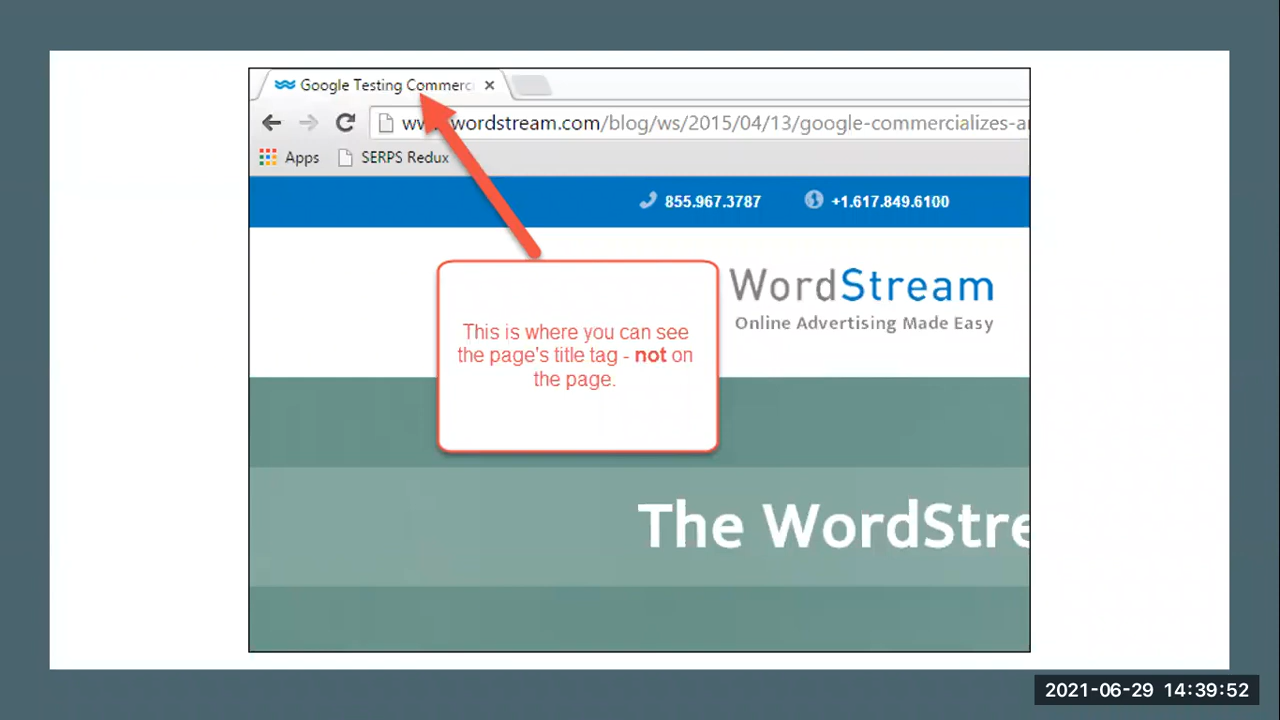 Google Testing Commerc
wordstream.com/blog/ws/2015/04/13/google-commercializes-a
Apps SERPS Redux
855.967.3787 +1.617.849.6100
WordStream
Online Advertising Made Easy
This is where you can see
the page's title tag - not on
the page.
The WordStre
2021-06-29 14:39:52